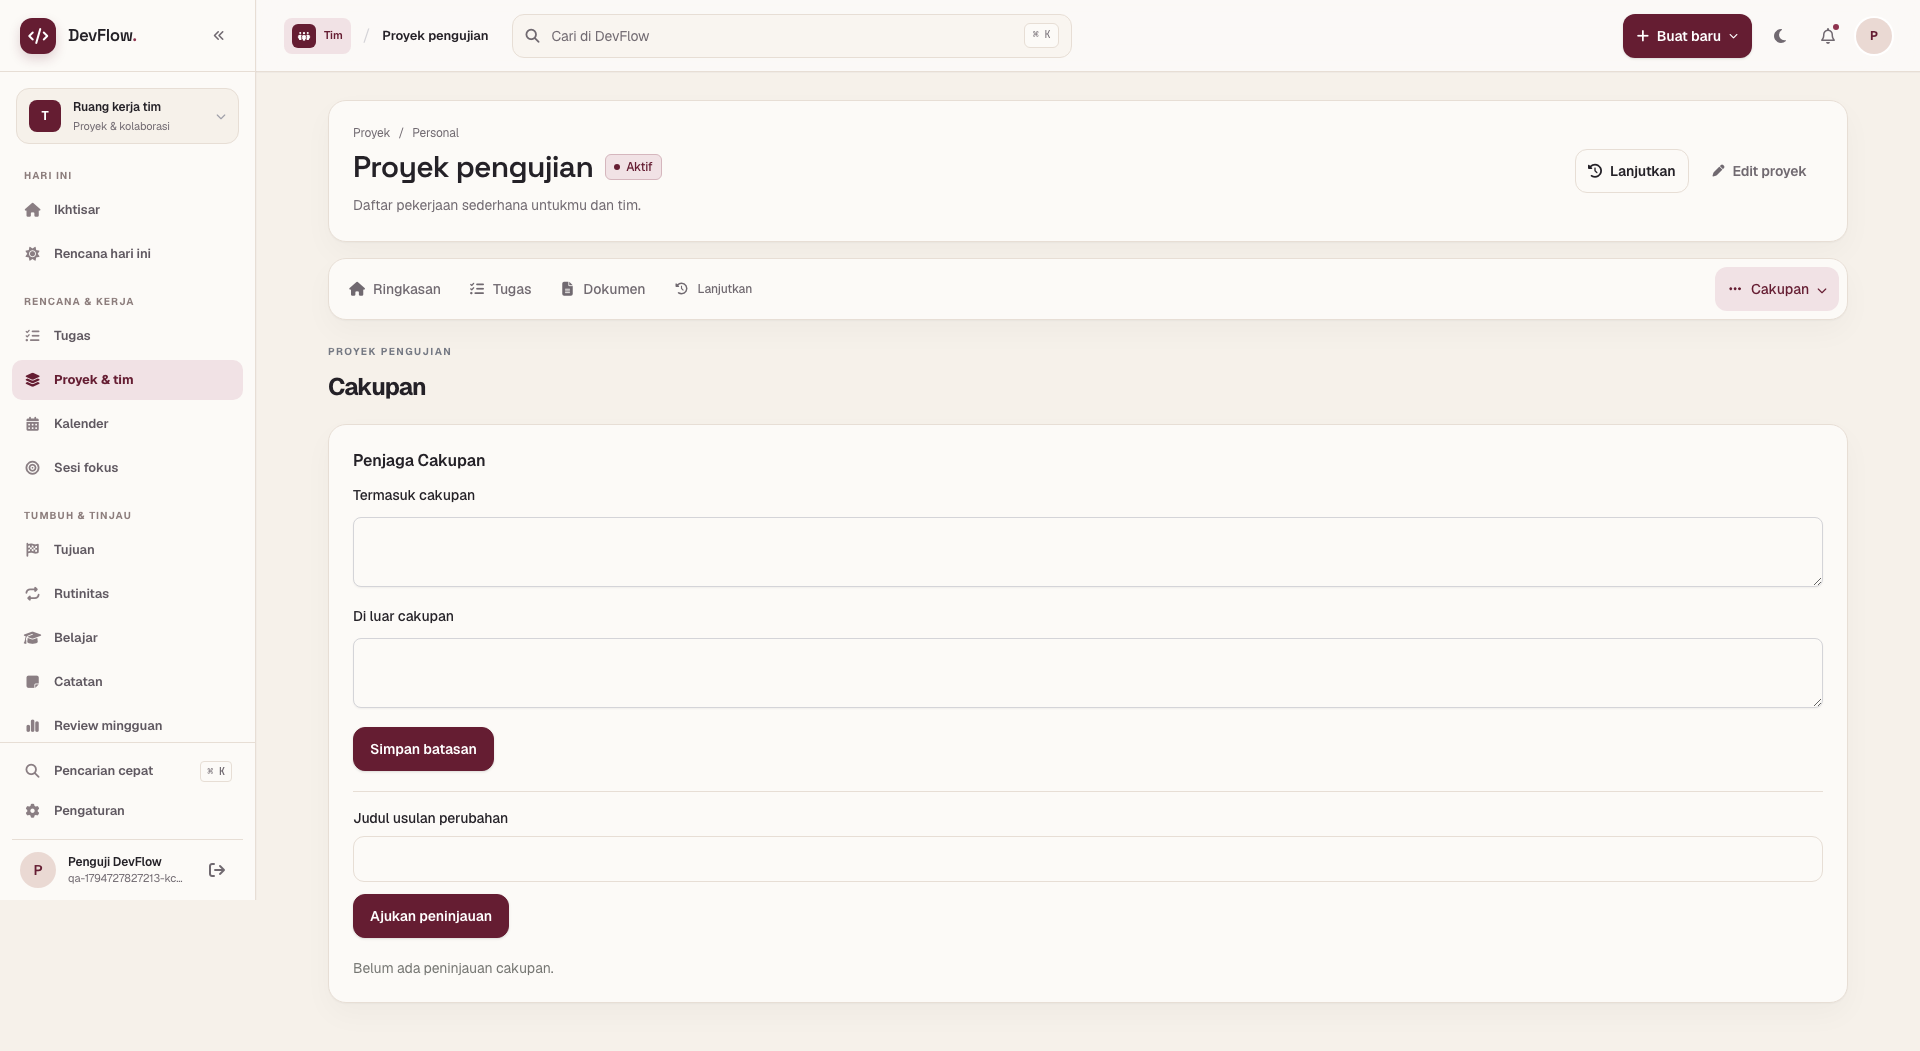 DevFlow.
Tim / Proyek pengujian
Cari di DevFlow
⌘ K
Buat baru
P
T
Ruang kerja tim
Proyek & kolaborasi
HARI INI
Ikhtisar
Rencana hari ini
RENCANA & KERJA
Tugas
Proyek & tim
Kalender
Sesi fokus
TUMBUH & TINJAU
Tujuan
Rutinitas
Belajar
Catatan
Review mingguan
Pencarian cepat
⌘ K
Pengaturan
P
Penguji DevFlow
qa-1794727827213-kc...
Proyek / Personal
Proyek pengujian
Aktif
Daftar pekerjaan sederhana untukmu dan tim.
Lanjutkan
Edit proyek
Ringkasan
Tugas
Dokumen
Lanjutkan
Cakupan
PROYEK PENGUJIAN
Cakupan
Penjaga Cakupan
Termasuk cakupan
Di luar cakupan
Simpan batasan
Judul usulan perubahan
Ajukan peninjauan
Belum ada peninjauan cakupan.